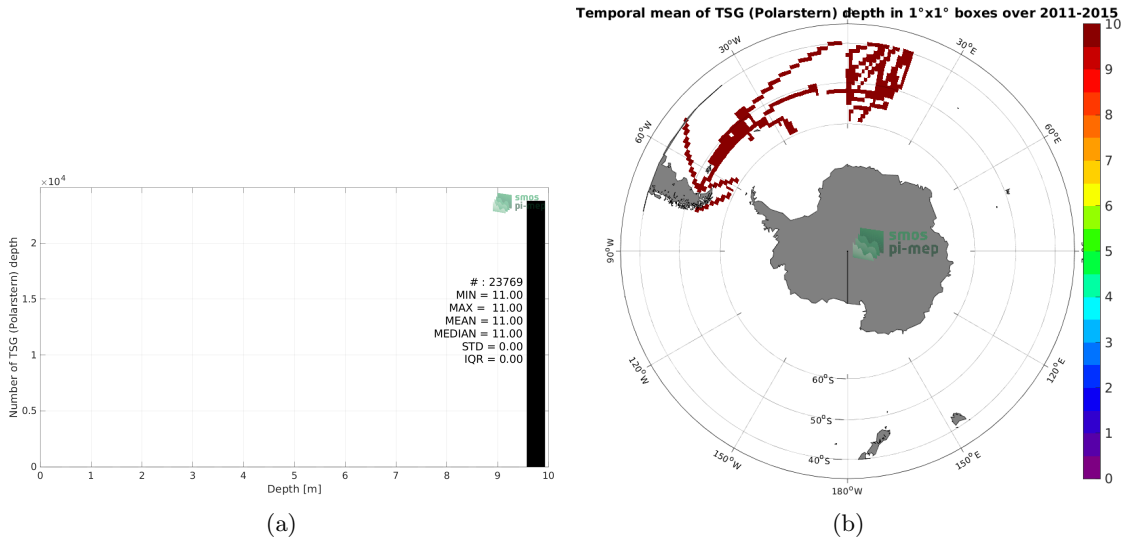 Temporal mean of TSG (Polarstern) depth in 1°x1° boxes over 2011-2015
x 10^4
smos
pi-mep
Number of TSG (Polarstern) depth
2
1.5
1
0.5
0
# : 23769
MIN = 11.00
MAX = 11.00
MEAN = 11.00
MEDIAN = 11.00
STD = 0.00
IQR = 0.00
0 1 2 3 4 5 6 7 8 9 10
Depth [m]
(a)
30°W
30°E
60°W
60°E
90°W
120°W
120°E
150°W
150°E
180°W
60°S
50°S
40°S
smos
pi-mep
10
9
8
7
6
5
4
3
2
1
0
(b)